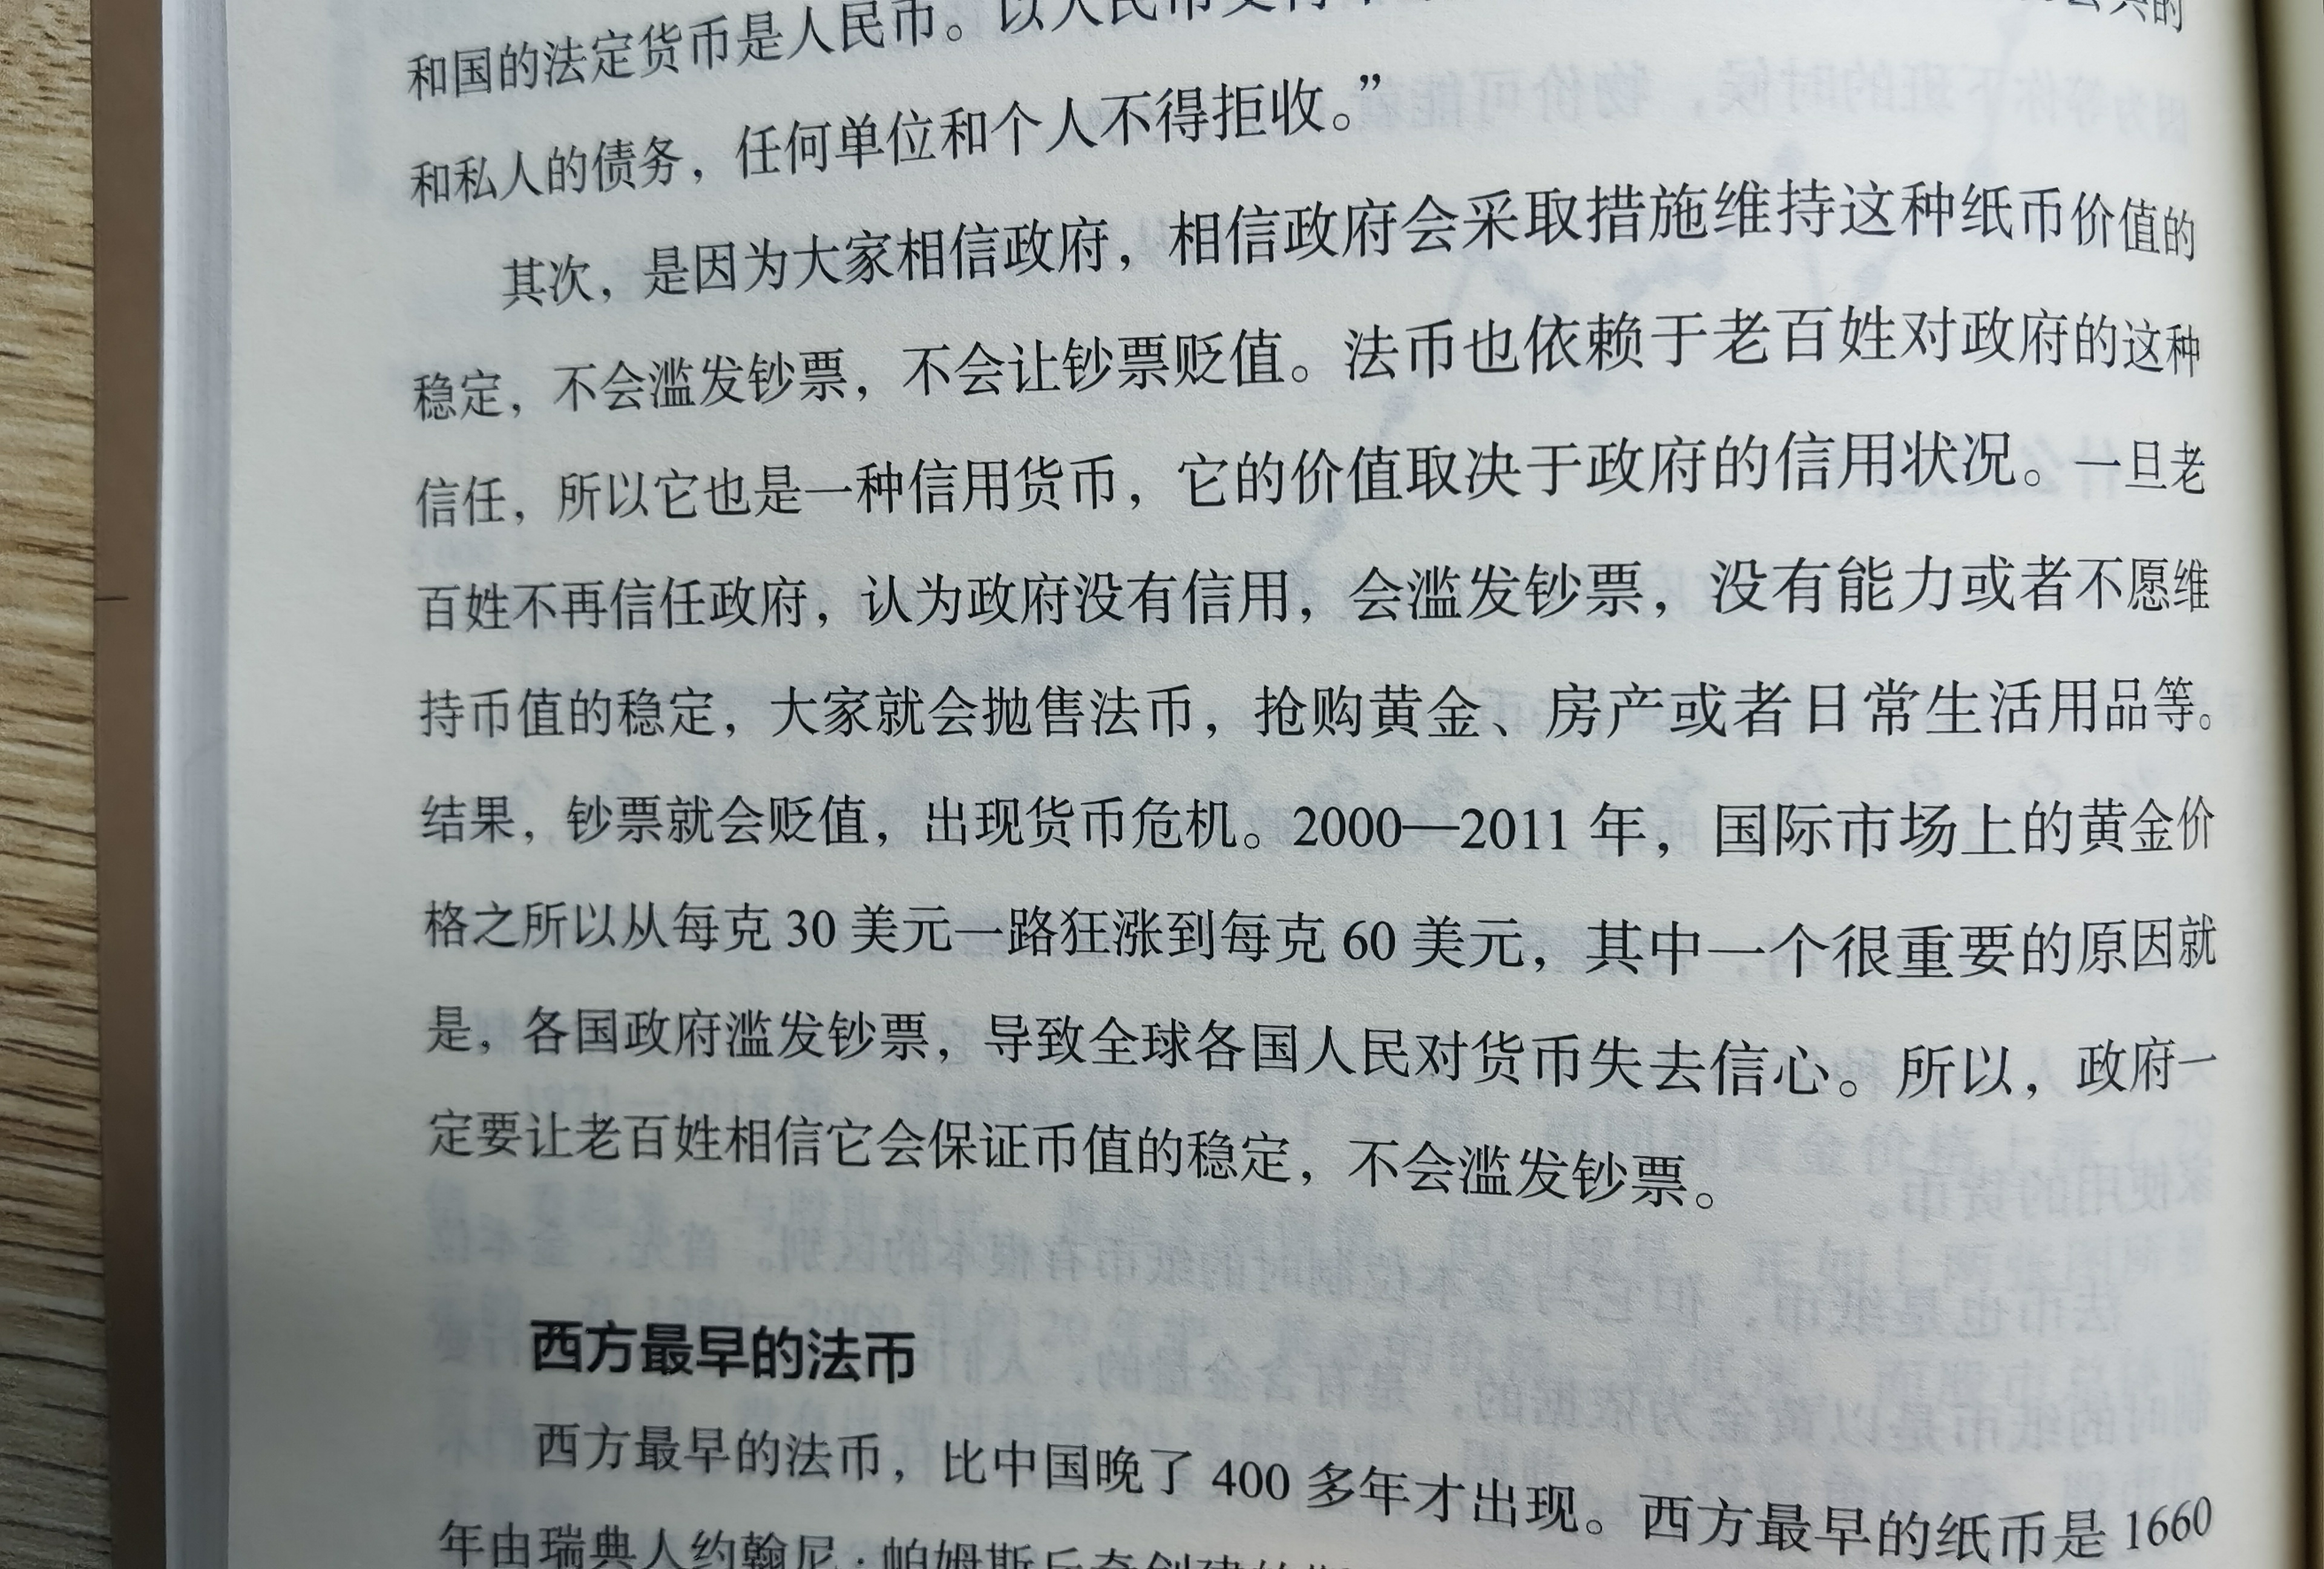 和国的法定货币是人民币。以人民币支付
和私人的债务，任何单位和个人不得拒收。”
其次，是因为大家相信政府，相信政府会采取措施维持这种纸币价值的
稳定，不会滥发钞票，不会让钞票贬值。法币也依赖于老百姓对政府的这种
信任，所以它也是一种信用货币，它的价值取决于政府的信用状况。一旦老
百姓不再信任政府，认为政府没有信用，会滥发钞票，没有能力或者不愿维
持币值的稳定，大家就会抛售法币，抢购黄金、房产或者日常生活用品等。
结果，钞票就会贬值，出现货币危机。2000—2011 年，国际市场上的黄金价
格之所以从每克 30 美元一路狂涨到每克 60 美元，其中一个很重要的原因就
是，各国政府滥发钞票，导致全球各国人民对货币失去信心。所以，政府一
定要让老百姓相信它会保证币值的稳定，不会滥发钞票。
西方最早的法币
西方最早的法币，比中国晚了 400 多年才出现。西方最早的纸币是 1660
年由瑞典人约翰尼·帕姆斯丘奇创建的